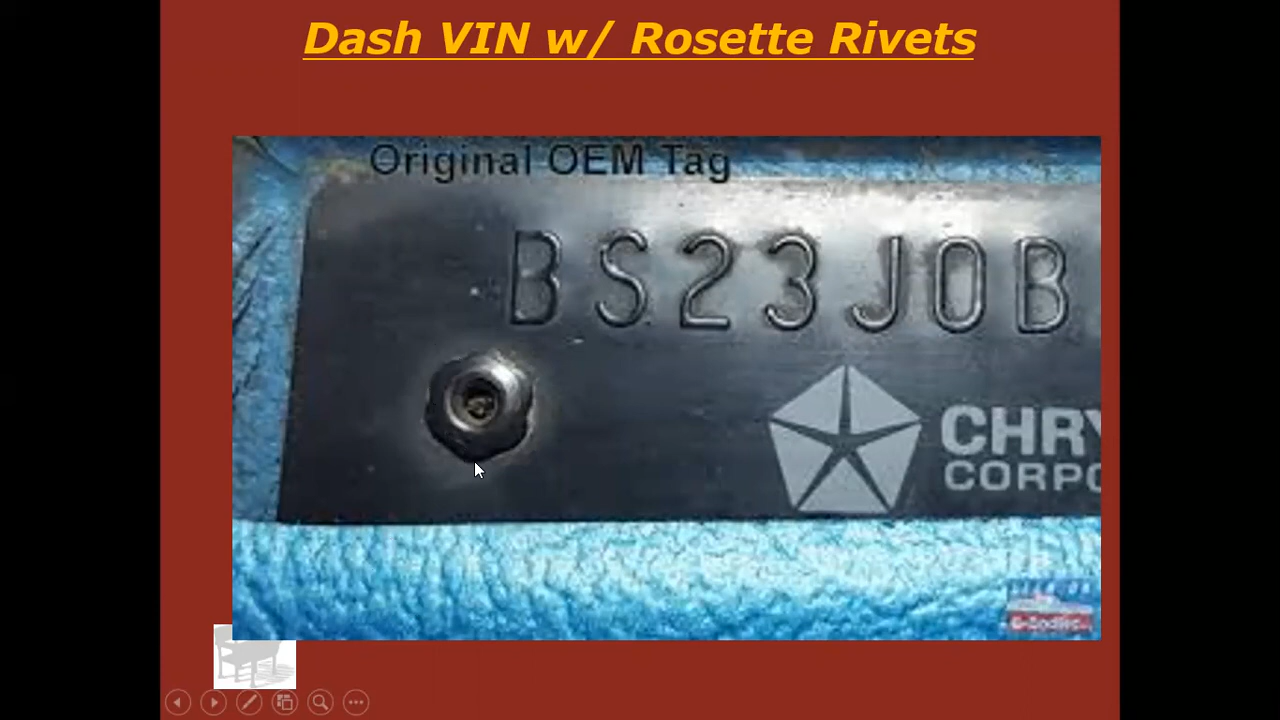 Dash VIN w/ Rosette Rivets
Original OEM Tag
BS23J0B
CHRY
CORPO